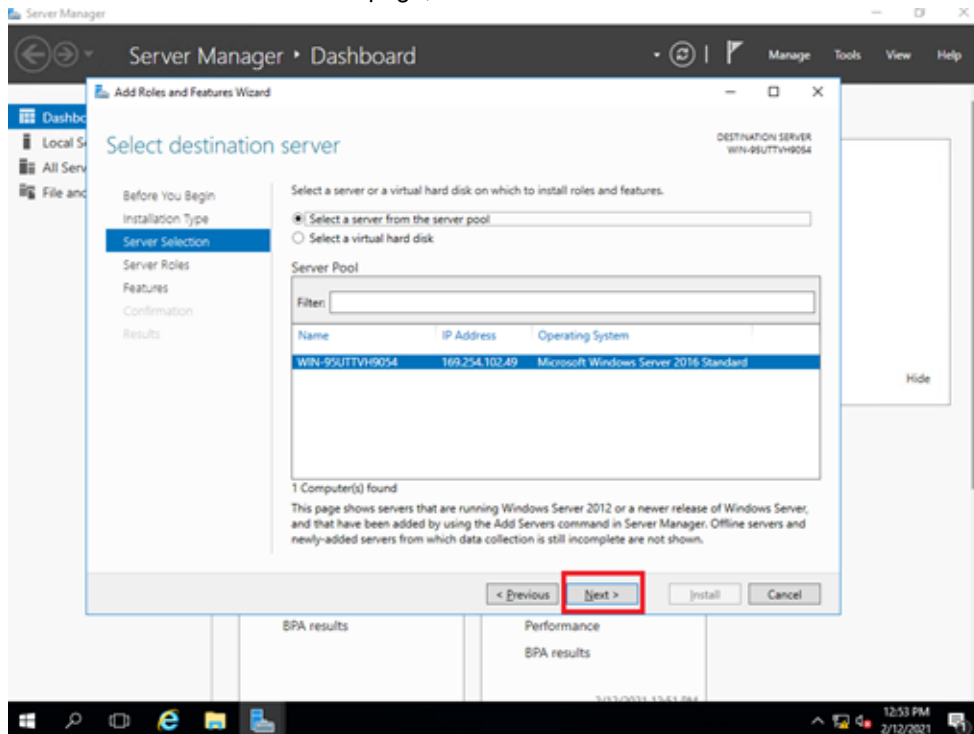 Server Manager
Server Manager • Dashboard
Manage Tools View Help
Add Roles and Features Wizard
Dashbo
Local S
All Serv
File and
Select destination server
DESTINATION SERVER
WIN-95UTTVH9054
Before You Begin
Installation Type
Server Selection
Server Roles
Features
Confirmation
Results
Select a server or a virtual hard disk on which to install roles and features.
Select a server from the server pool
Select a virtual hard disk
Server Pool
Filter:
Name IP Address Operating System
WIN-95UTTVH9054 169.254.102.49 Microsoft Windows Server 2016 Standard
1 Computer(s) found
This page shows servers that are running Windows Server 2012 or a newer release of Windows Server,
and that have been added by using the Add Servers command in Server Manager. Offline servers and
newly-added servers from which data collection is still incomplete are not shown.
Hide
< Previous Next > Install Cancel
BPA results
Performance
BPA results
2/12/2021 12:51 PM
12:53 PM
2/12/2021